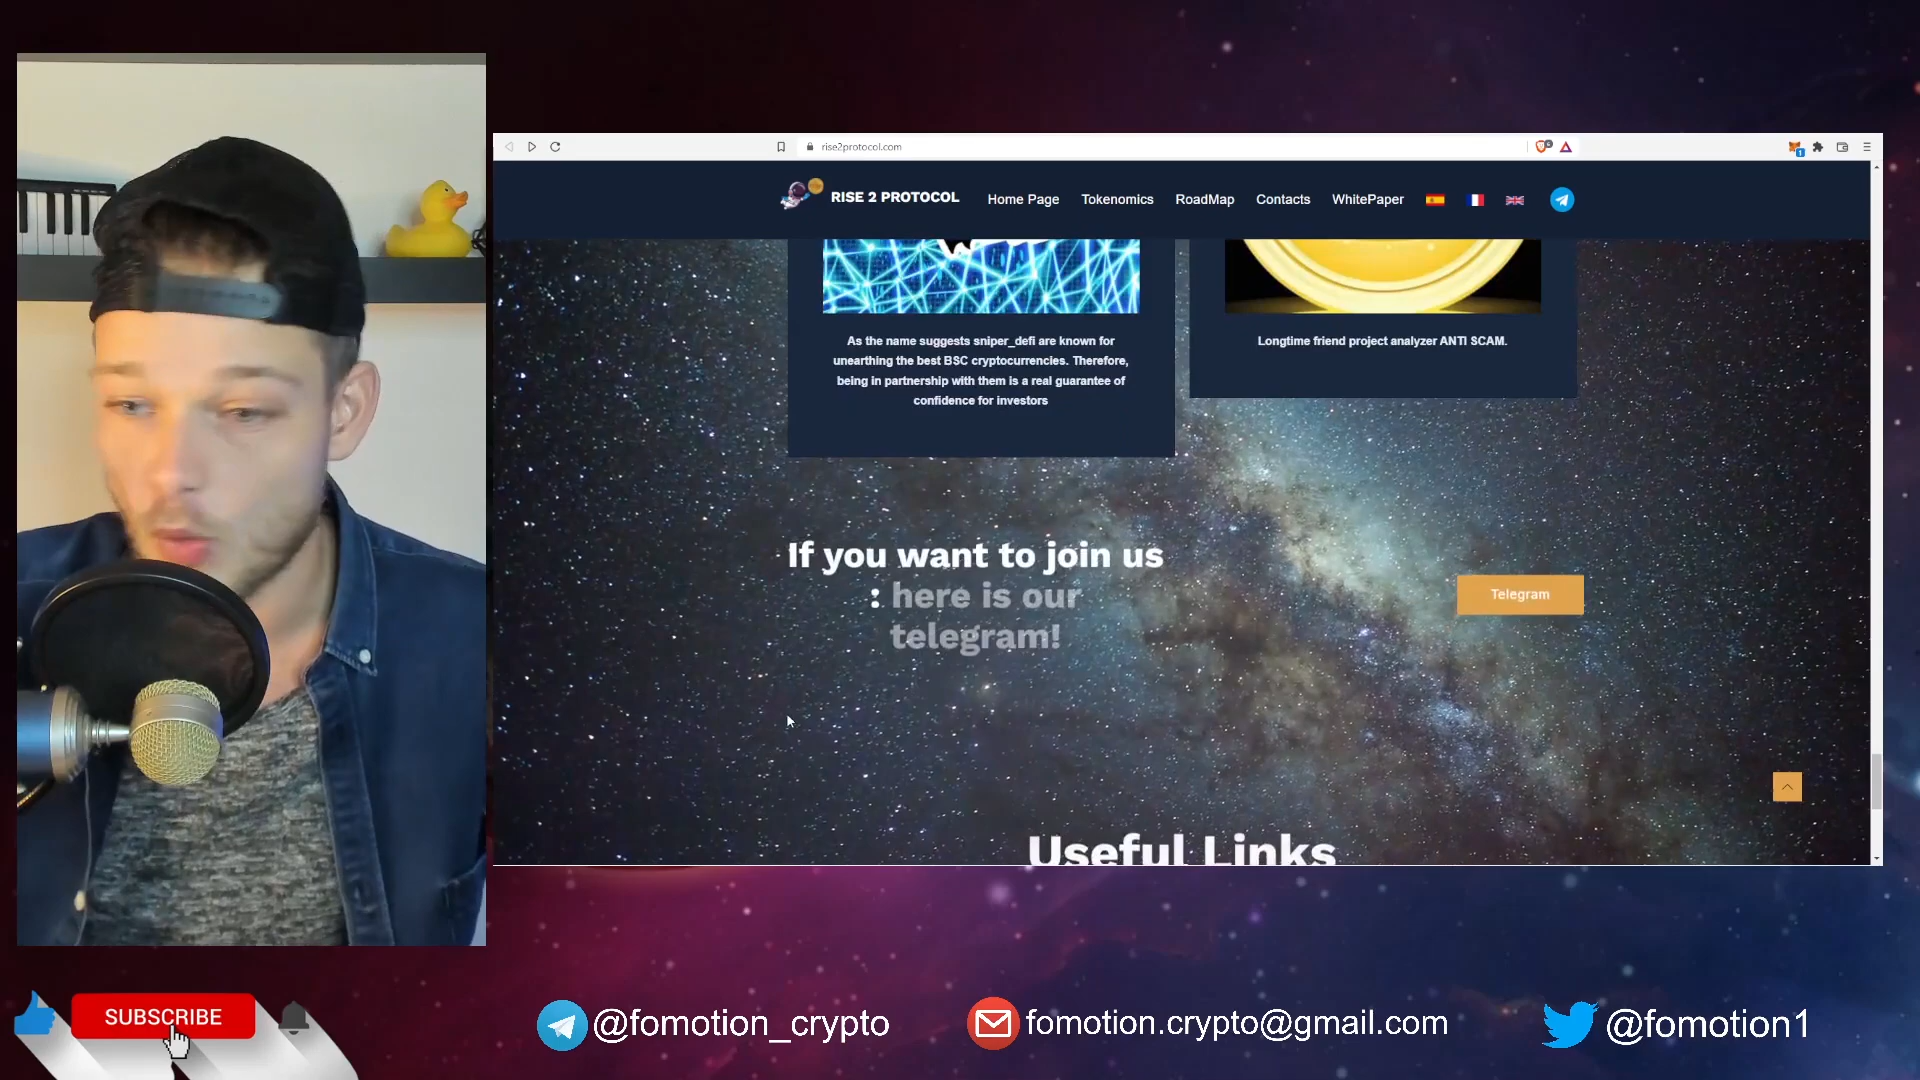 rise2protocol.com
RISE 2 PROTOCOL
Home Page
Tokenomics
RoadMap
Contacts
WhitePaper
As the name suggests sniper_defi are known for
unearthing the best BSC cryptocurrencies. Therefore,
being in partnership with them is a real guarantee of
confidence for investors
Longtime friend project analyzer ANTI SCAM.
If you want to join us
: here is our
telegram!
Telegram
Useful Links
SUBSCRIBE
@fomotion_crypto
fomotion.crypto@gmail.com
@fomotion1